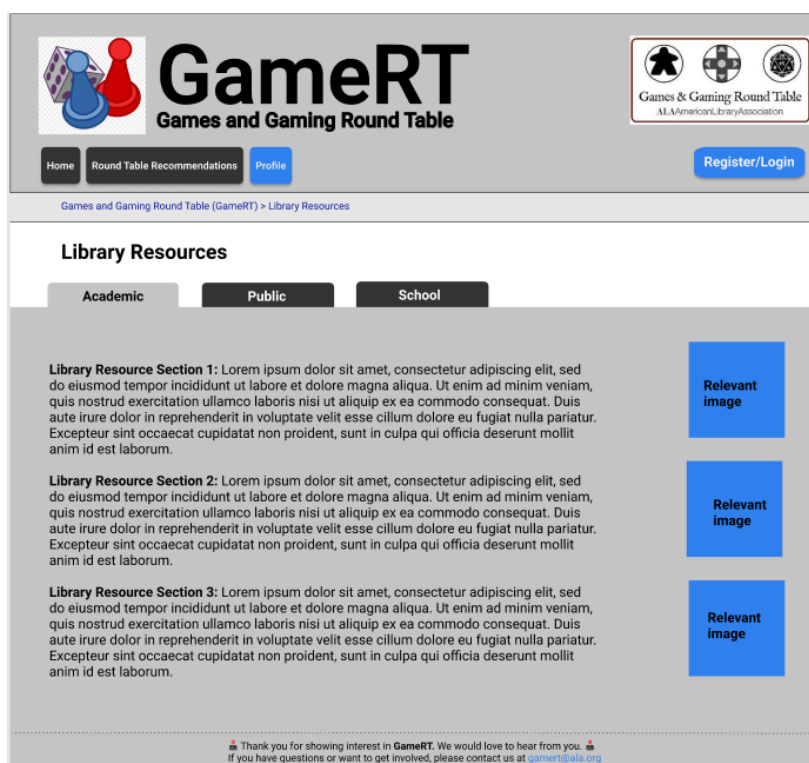 GameRT
Games and Gaming Round Table
Games & Gaming Round Table
ALAAmericanLibraryAssociation
Home
Round Table Recommendations
Profile
Register/Login
Games and Gaming Round Table (GameRT) > Library Resources
Library Resources
Academic
Public
School
Library Resource Section 1: Lorem ipsum dolor sit amet, consectetur adipiscing elit, sed
do eiusmod tempor incididunt ut labore et dolore magna aliqua. Ut enim ad minim veniam,
quis nostrud exercitation ullamco laboris nisi ut aliquip ex ea commodo consequat. Duis
aute irure dolor in reprehenderit in voluptate velit esse cillum dolore eu fugiat nulla pariatur.
Excepteur sint occaecat cupidatat non proident, sunt in culpa qui officia deserunt mollit
anim id est laborum.
Relevant
image
Library Resource Section 2: Lorem ipsum dolor sit amet, consectetur adipiscing elit, sed
do eiusmod tempor incididunt ut labore et dolore magna aliqua. Ut enim ad minim veniam,
quis nostrud exercitation ullamco laboris nisi ut aliquip ex ea commodo consequat. Duis
aute irure dolor in reprehenderit in voluptate velit esse cillum dolore eu fugiat nulla pariatur.
Excepteur sint occaecat cupidatat non proident, sunt in culpa qui officia deserunt mollit
anim id est laborum.
Relevant
image
Library Resource Section 3: Lorem ipsum dolor sit amet, consectetur adipiscing elit, sed
do eiusmod tempor incididunt ut labore et dolore magna aliqua. Ut enim ad minim veniam,
quis nostrud exercitation ullamco laboris nisi ut aliquip ex ea commodo consequat. Duis
aute irure dolor in reprehenderit in voluptate velit esse cillum dolore eu fugiat nulla pariatur.
Excepteur sint occaecat cupidatat non proident, sunt in culpa qui officia deserunt mollit
anim id est laborum.
Relevant
image
🕹 Thank you for showing interest in GameRT. We would love to hear from you. 🕹
If you have questions or want to get involved, please contact us at gamert@ala.org